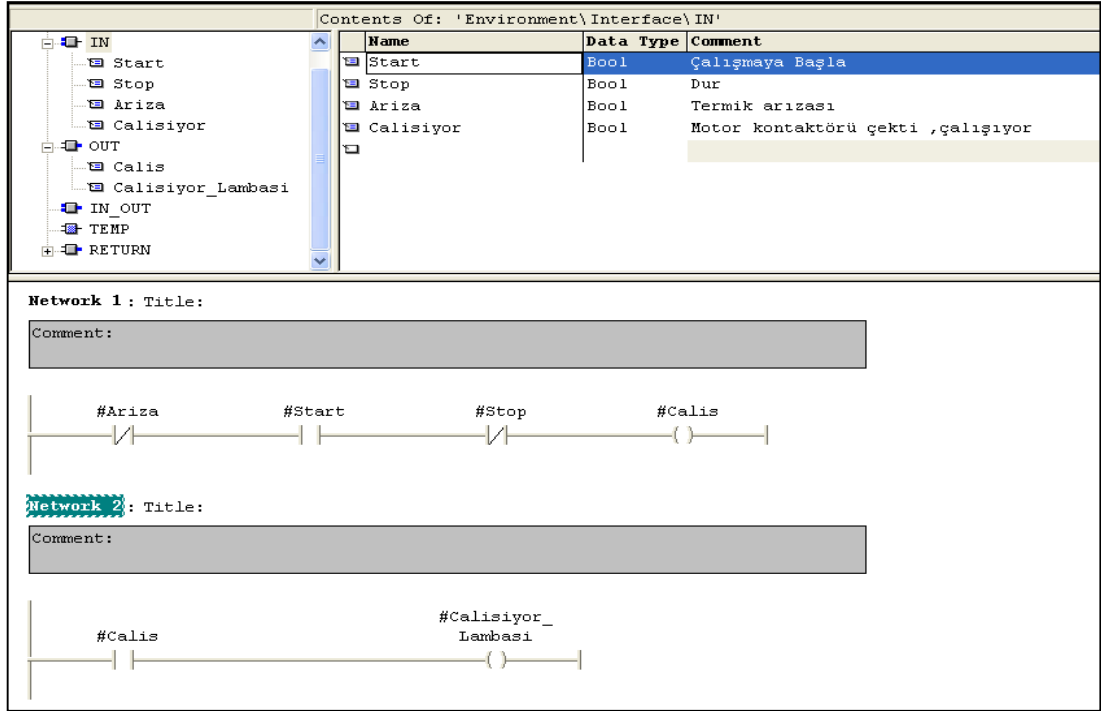 Contents Of: 'Environment\Interface\IN'
IN
Start
Stop
Ariza
Calisiyor
OUT
Calis
Calisiyor_Lambasi
IN_OUT
TEMP
RETURN
Name Data Type Comment
Start Bool Çalışmaya Başla
Stop Bool Dur
Ariza Bool Termik arızası
Calisiyor Bool Motor kontaktörü çekti ,çalışıyor
Network 1: Title:
Comment:
#Ariza #Start #Stop #Calis
Network 2: Title:
Comment:
#Calisiyor_
#Calis Lambasi